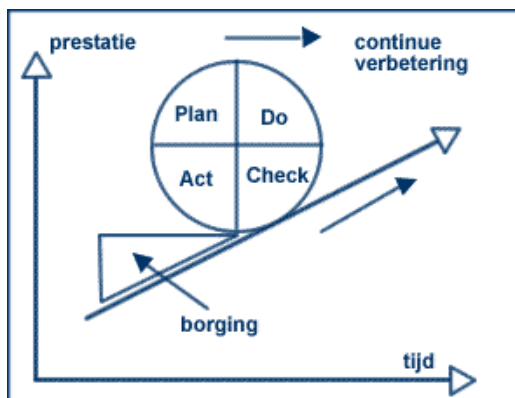 prestatie
continue
verbetering
Plan
Do
Act
Check
borging
tijd